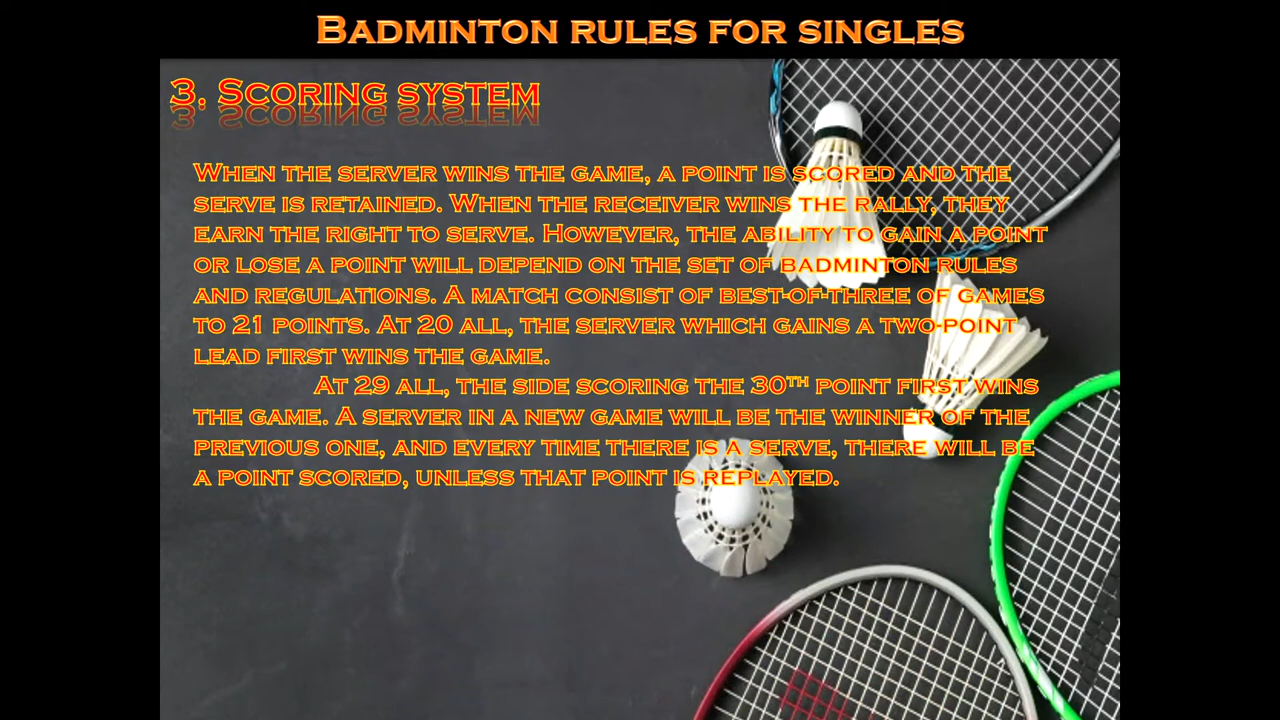 Badminton rules for singles
3. Scoring system
When the server wins the game, a point is scored and the
serve is retained. When the receiver wins the rally, they
earn the right to serve. However, the ability to gain a point
or lose a point will depend on the set of badminton rules
and regulations. A match consist of best-of-three of games
to 21 points. At 20 all, the server which gains a two-point
lead first wins the game.
At 29 all, the side scoring the 30th point first wins
the game. A server in a new game will be the winner of the
previous one, and every time there is a serve, there will be
a point scored, unless that point is replayed.